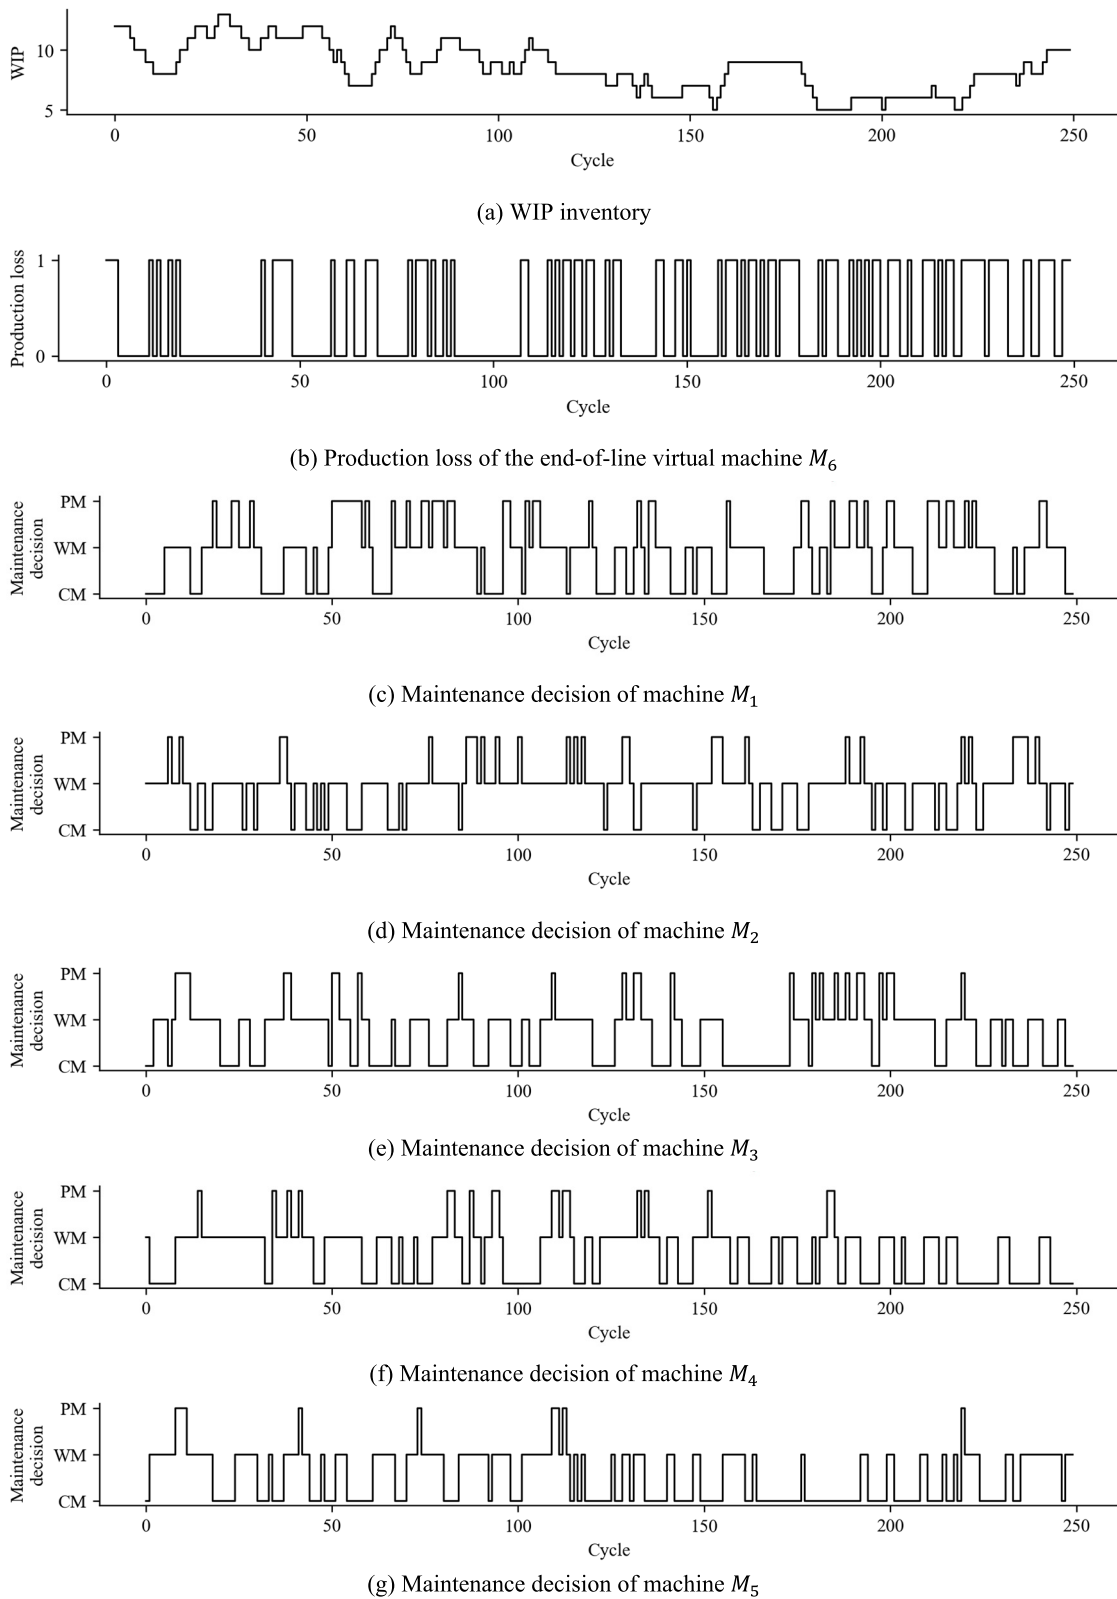 WIP
10
5
0 50 100 150 200 250
Cycle
(a) WIP inventory
Production loss
1
0
0 50 100 150 200 250
Cycle
(b) Production loss of the end-of-line virtual machine M₆
Maintenance
decision
PM
WM
CM
0 50 100 150 200 250
Cycle
(c) Maintenance decision of machine M₁
Maintenance
decision
PM
WM
CM
0 50 100 150 200 250
Cycle
(d) Maintenance decision of machine M₂
Maintenance
decision
PM
WM
CM
0 50 100 150 200 250
Cycle
(e) Maintenance decision of machine M₃
Maintenance
decision
PM
WM
CM
0 50 100 150 200 250
Cycle
(f) Maintenance decision of machine M₄
Maintenance
decision
PM
WM
CM
0 50 100 150 200 250
Cycle
(g) Maintenance decision of machine M₅